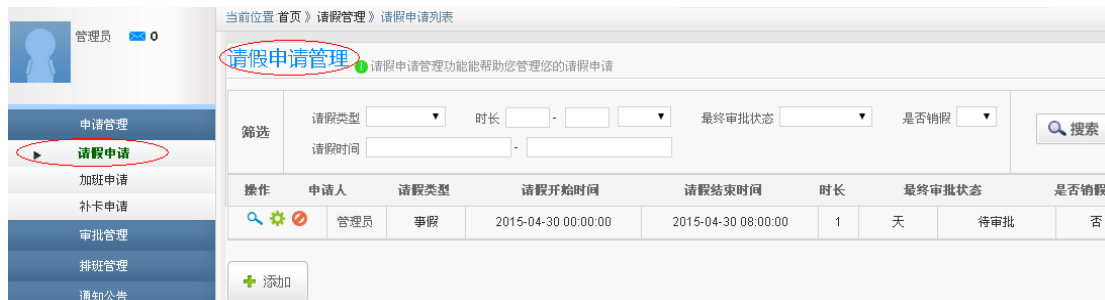 当前位置:首页 》 请假管理 》 请假申请列表
管理员 0
请假申请管理 请假申请管理功能能帮助您管理您的请假申请
申请管理
请假申请
加班申请
补卡申请
审批管理
排班管理
通知公告
筛选
请假类型 时长 - 最终审批状态 是否销假
请假时间 -
搜索
操作 申请人 请假类型 请假开始时间 请假结束时间 时长 最终审批状态 是否销假
管理员 事假 2015-04-30 00:00:00 2015-04-30 08:00:00 1 天 待审批 否
添加